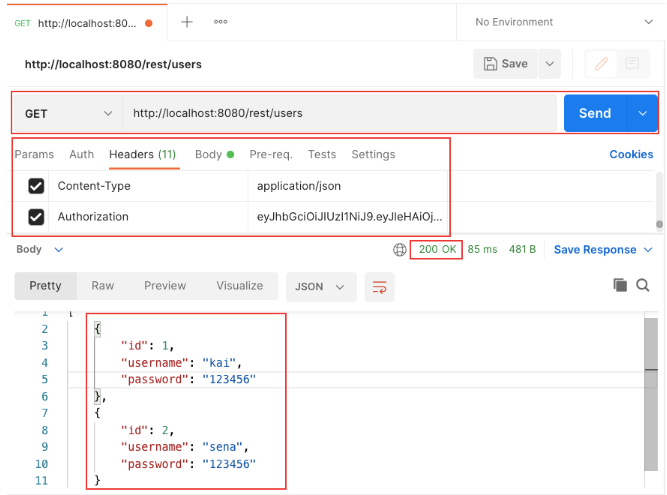 GET http://localhost:80... + ooo No Environment
http://localhost:8080/rest/users Save
GET http://localhost:8080/rest/users Send
Params Auth Headers (11) Body Pre-req. Tests Settings Cookies
Content-Type application/json
Authorization eyJhbGciOiJIUzI1NiJ9.eyJleHAiOj...
Body 200 OK 85 ms 481 B Save Response
Pretty Raw Preview Visualize JSON
1 [
2 {
3 "id": 1,
4 "username": "kai",
5 "password": "123456"
6 },
7 {
8 "id": 2,
9 "username": "sena",
10 "password": "123456"
11 }